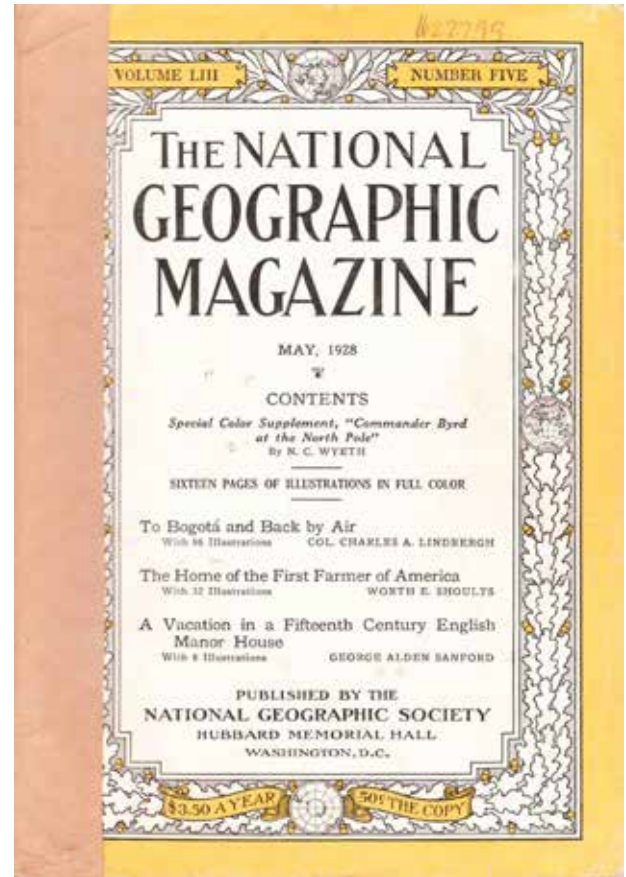 VOLUME LIII
NUMBER FIVE
THE NATIONAL
GEOGRAPHIC
MAGAZINE
MAY, 1928
CONTENTS
Special Color Supplement, "Commander Byrd
at the North Pole"
By N. C. WYETH
SIXTEEN PAGES OF ILLUSTRATIONS IN FULL COLOR
To Bogotá and Back by Air
With Illustrations COL. CHARLES A. LINDBERGH
The Home of the First Farmer of America
With 32 Illustrations WORTH E. SHOULTS
A Vacation in a Fifteenth Century English
Manor House
With Illustrations GEORGE ALDEN SANFORD
PUBLISHED BY THE
NATIONAL GEOGRAPHIC SOCIETY
HUBBARD MEMORIAL HALL
WASHINGTON, D.C.
$3.50 A YEAR
50¢ THE COPY